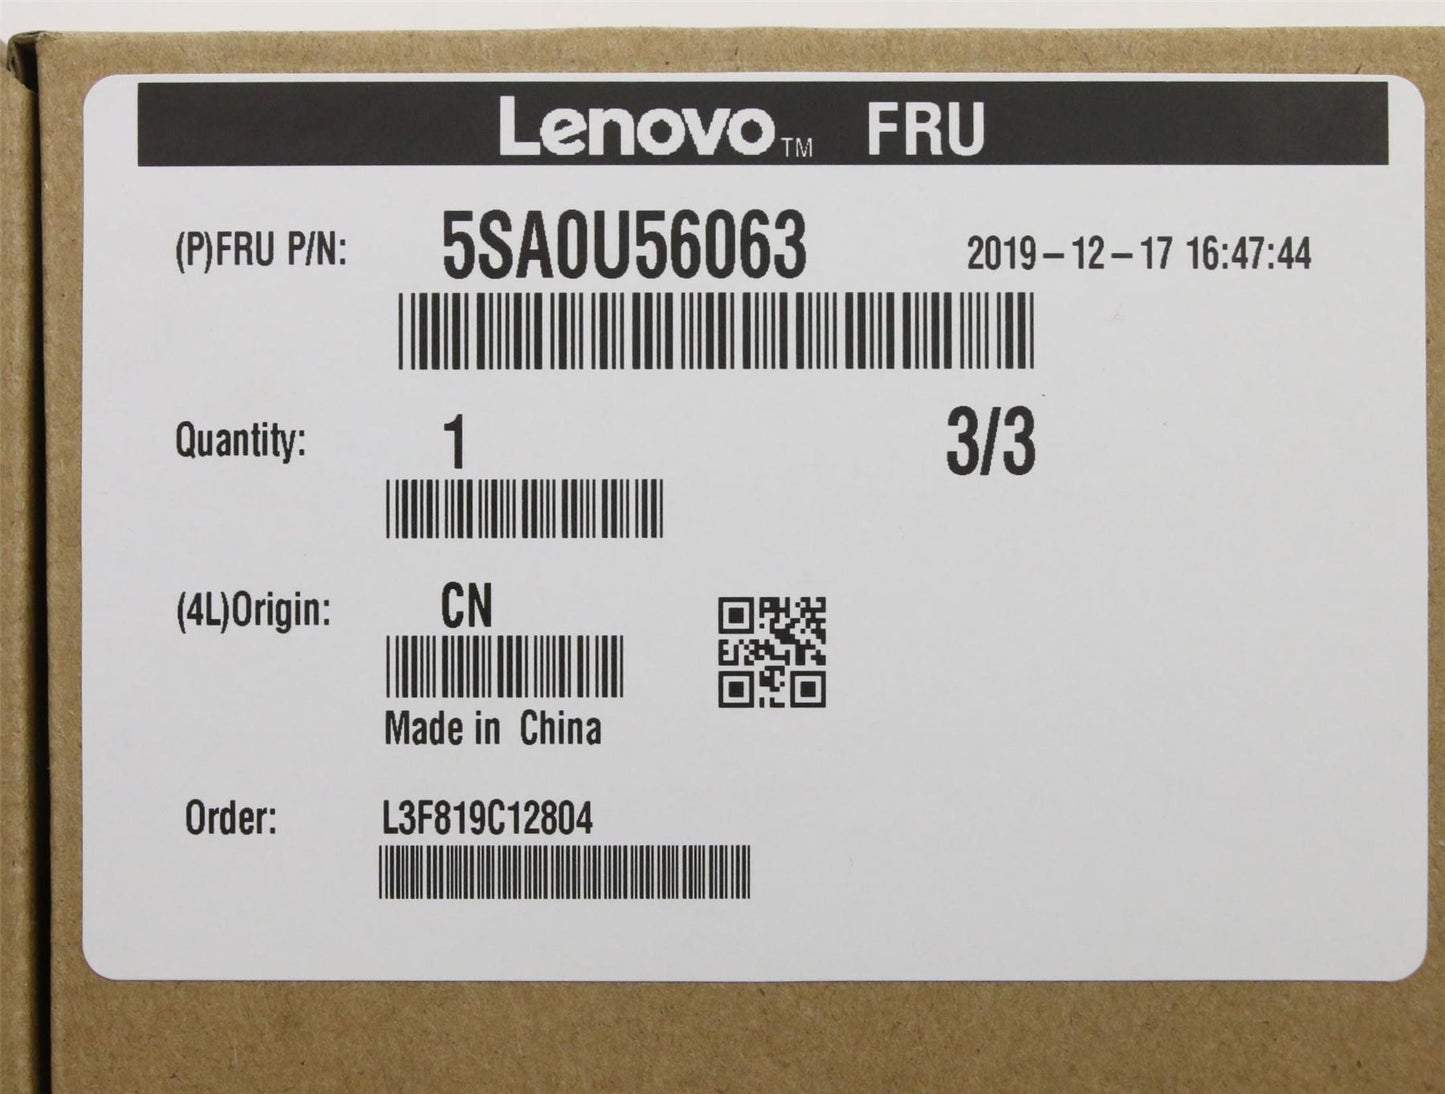 Lenovo™ FRU
(P)FRU P/N: 5SA0U56063 2019-12-17 16:47:44
Quantity: 1 3/3
(4L)Origin: CN
Made in China
Order: L3F819C12804